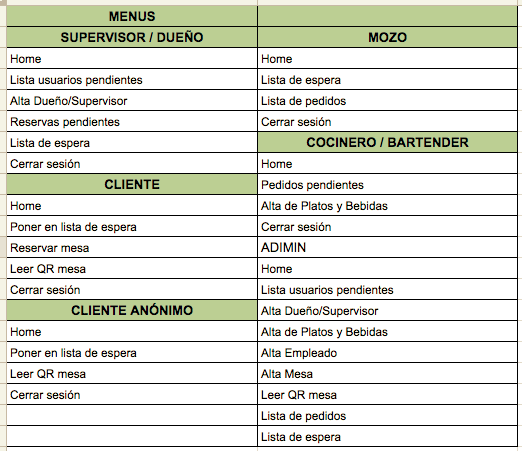 MENUS
SUPERVISOR / DUEÑO
Home
Lista usuarios pendientes
Alta Dueño/Supervisor
Reservas pendientes
Lista de espera
Cerrar sesión
CLIENTE
Home
Poner en lista de espera
Reservar mesa
Leer QR mesa
Cerrar sesión
CLIENTE ANÓNIMO
Home
Poner en lista de espera
Leer QR mesa
Cerrar sesión
MOZO
Home
Lista de espera
Lista de pedidos
Cerrar sesión
COCINERO / BARTENDER
Home
Pedidos pendientes
Alta de Platos y Bebidas
Cerrar sesión
ADIMIN
Home
Lista usuarios pendientes
Alta Dueño/Supervisor
Alta de Platos y Bebidas
Alta Empleado
Alta Mesa
Leer QR mesa
Lista de pedidos
Lista de espera